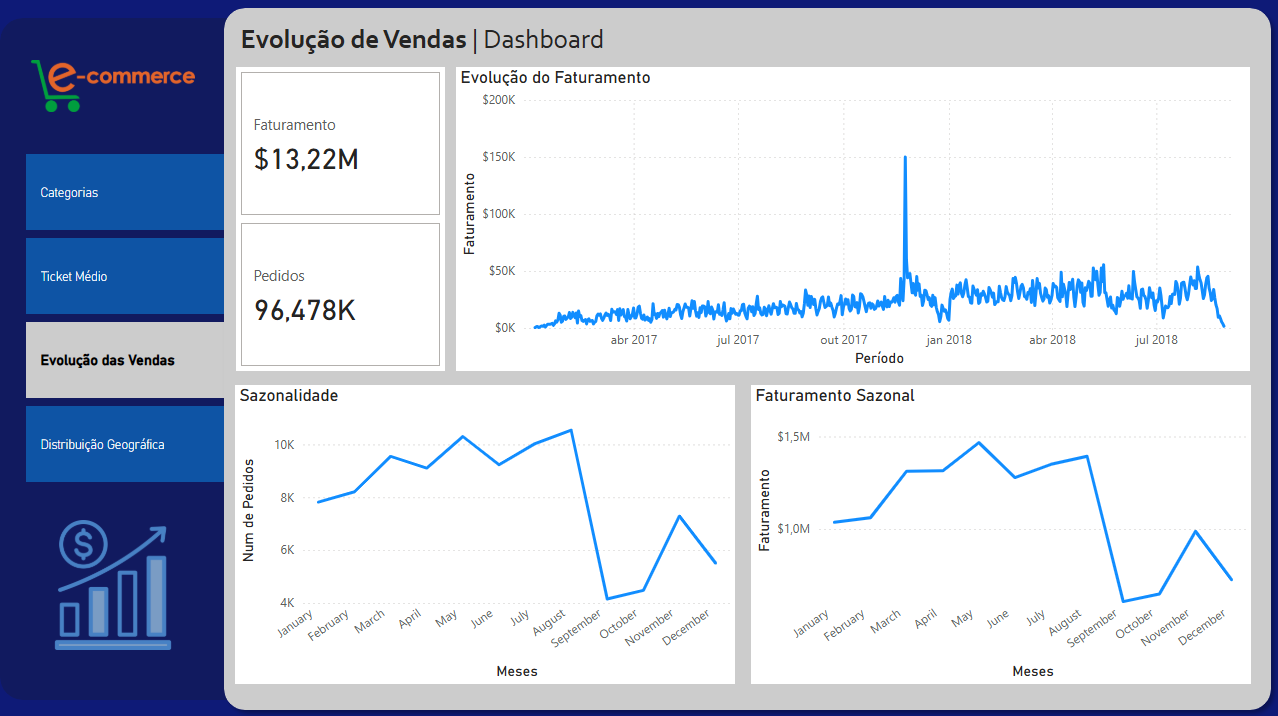 Evolução de Vendas | Dashboard
e-commerce
Categorias
Ticket Médio
Evolução das Vendas
Distribuição Geográfica
$
Faturamento
$13,22M
Pedidos
96,478K
Evolução do Faturamento
$200K
$150K
$100K
$50K
$0K
Faturamento
abr 2017 jul 2017 out 2017 jan 2018 abr 2018 jul 2018
Período
Sazonalidade
10K
8K
6K
4K
Num de Pedidos
January February March April May June July August September October November December
Meses
Faturamento Sazonal
$1,5M
$1,0M
Faturamento
January February March April May June July August September October November December
Meses